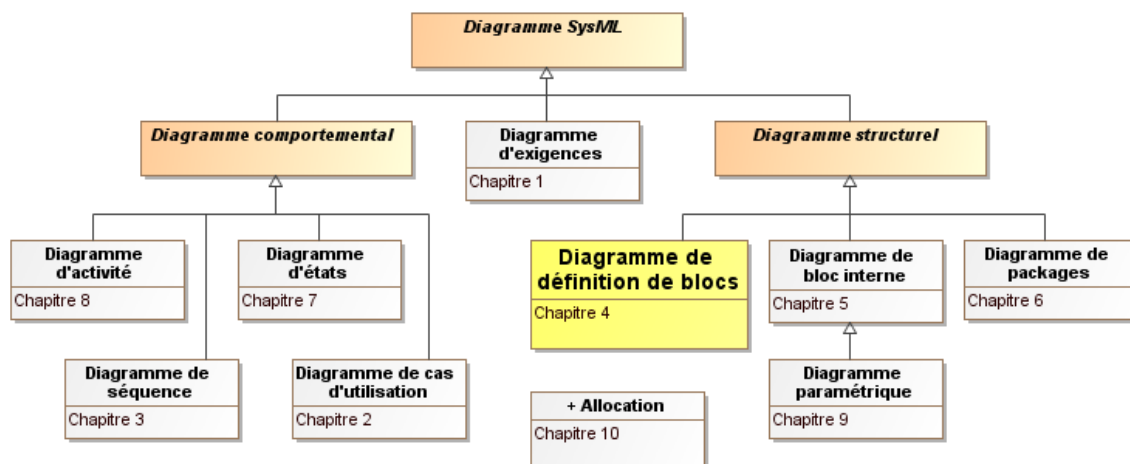 Diagramme SysML
Diagramme comportemental
Diagramme
d'exigences
Chapitre 1
Diagramme structurel
Diagramme
d'activité
Chapitre 8
Diagramme
d'états
Chapitre 7
Diagramme de
définition de blocs
Chapitre 4
Diagramme de
bloc interne
Chapitre 5
Diagramme de
packages
Chapitre 6
Diagramme de
séquence
Chapitre 3
Diagramme de cas
d'utilisation
Chapitre 2
+ Allocation
Chapitre 10
Diagramme
paramétrique
Chapitre 9